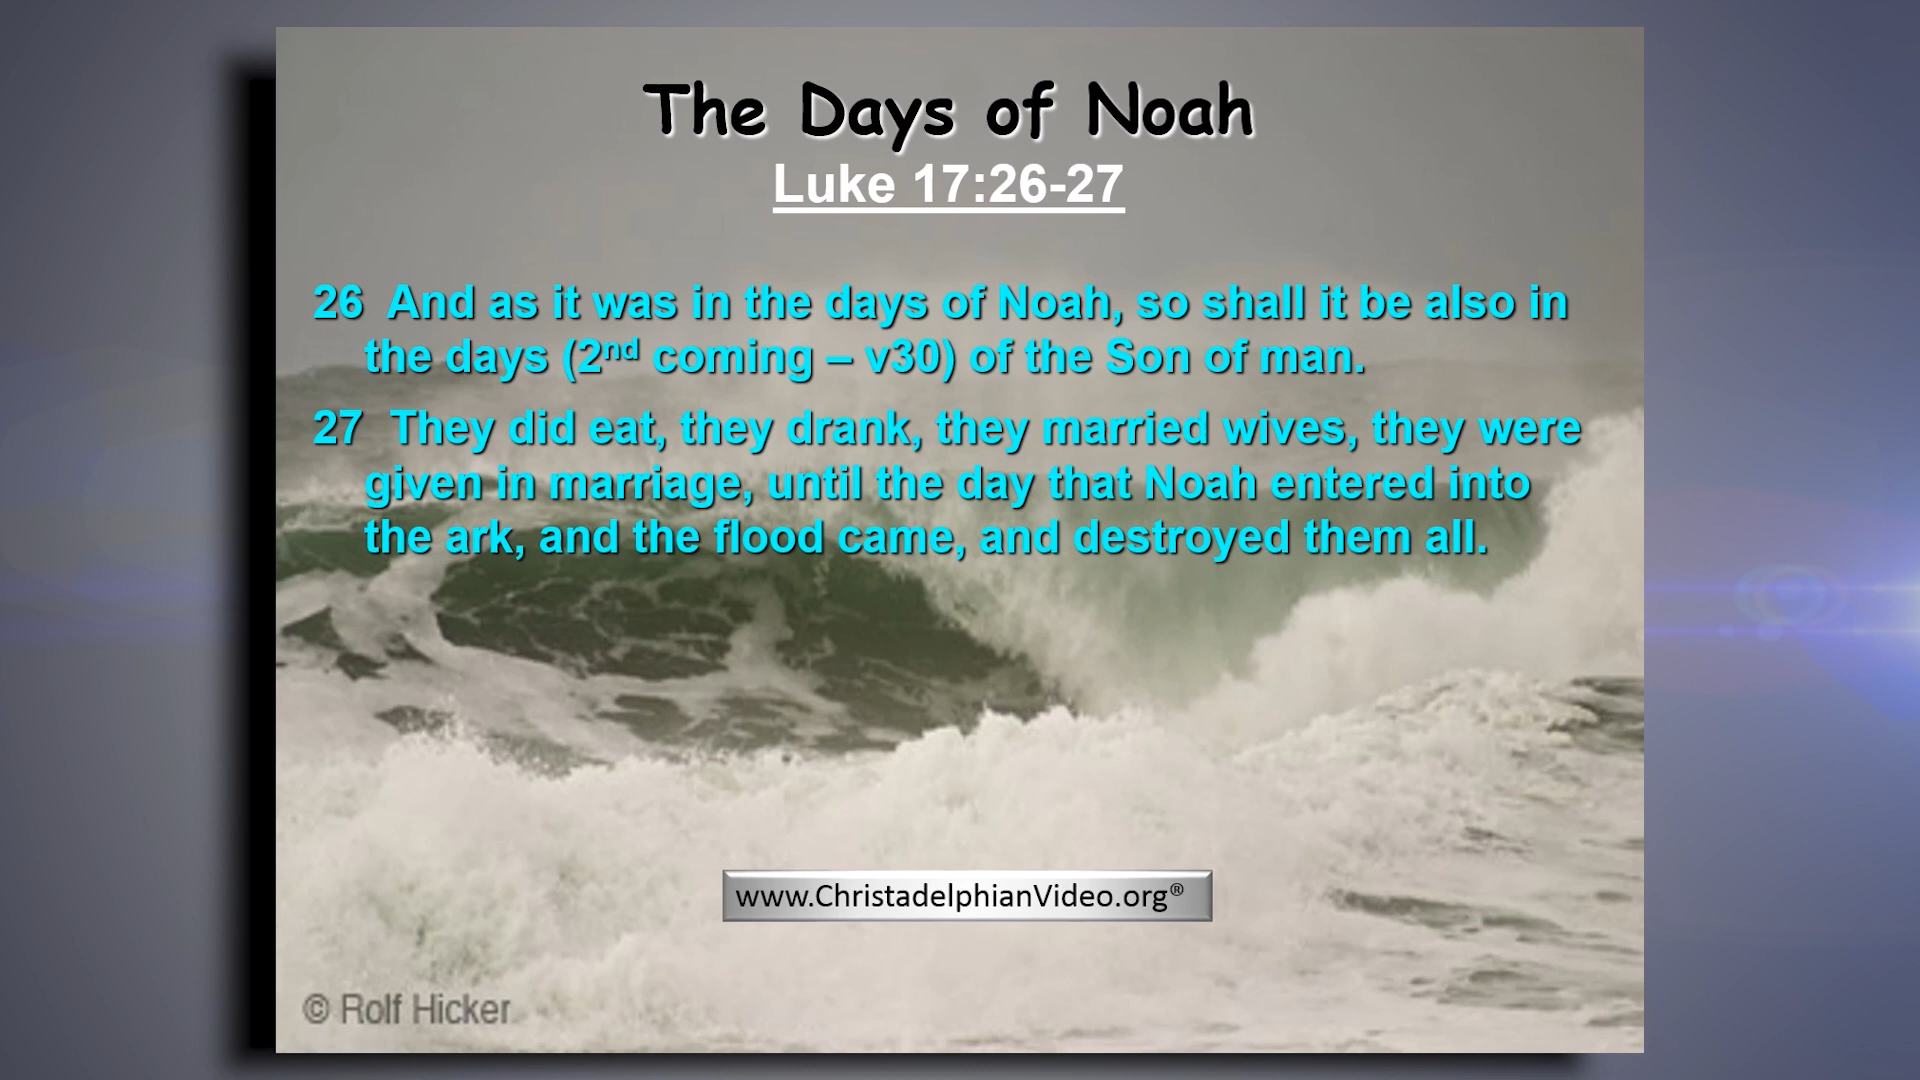 The Days of Noah
Luke 17:26-27
26 And as it was in the days of Noah, so shall it be also in
the days (2nd coming – v30) of the Son of man.
27 They did eat, they drank, they married wives, they were
given in marriage, until the day that Noah entered into
the ark, and the flood came, and destroyed them all.
www.ChristadelphianVideo.org®
© Rolf Hicker